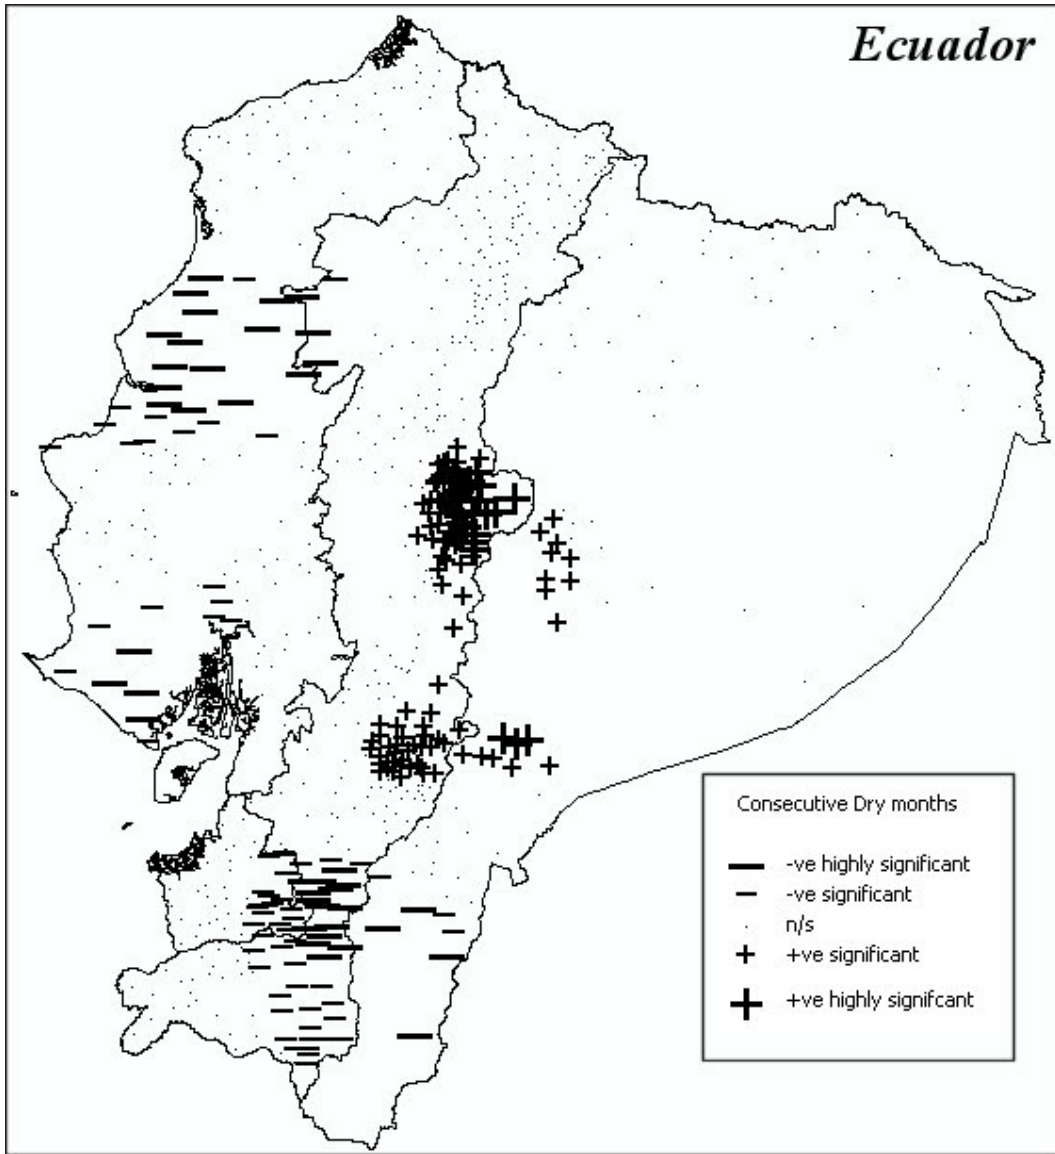 Ecuador
Consecutive Dry months
-ve highly significant
-ve significant
n/s
+ve significant
+ve highly signifcant